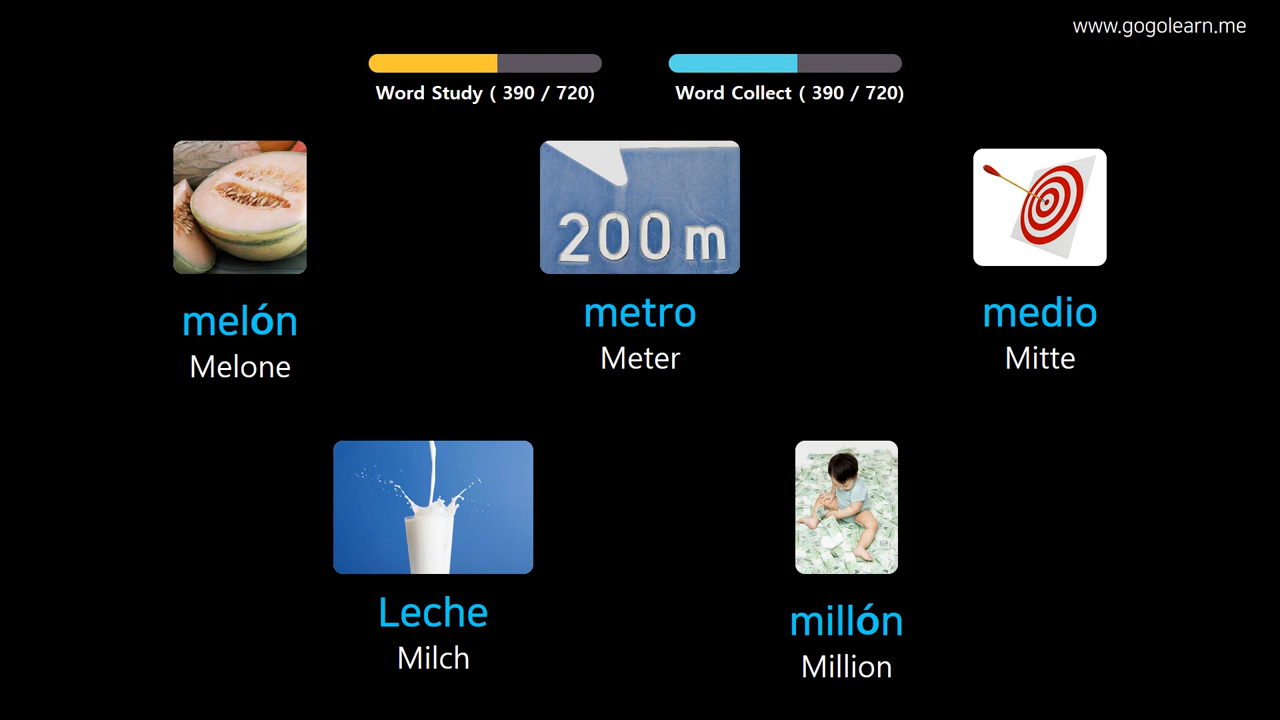 www.gogolearn.me
Word Study ( 390 / 720)
Word Collect ( 390 / 720)
200m
melón
Melone
metro
Meter
medio
Mitte
Leche
Milch
millón
Million